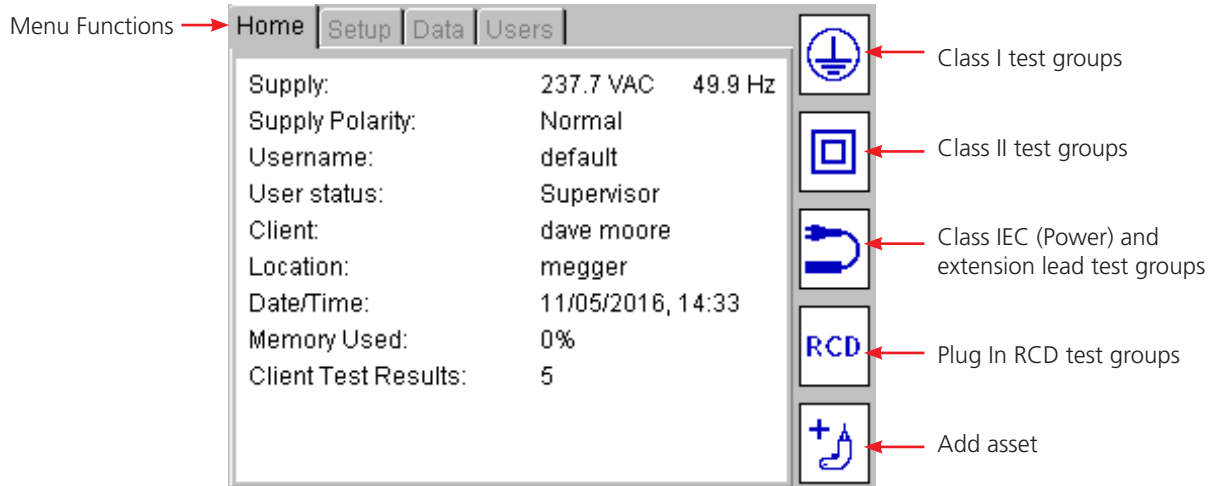 Menu Functions
Home Setup Data Users
Supply: 237.7 VAC 49.9 Hz
Supply Polarity: Normal
Username: default
User status: Supervisor
Client: dave moore
Location: megger
Date/Time: 11/05/2016, 14:33
Memory Used: 0%
Client Test Results: 5
Class I test groups
Class II test groups
Class IEC (Power) and
extension lead test groups
RCD
Plug In RCD test groups
+
Add asset